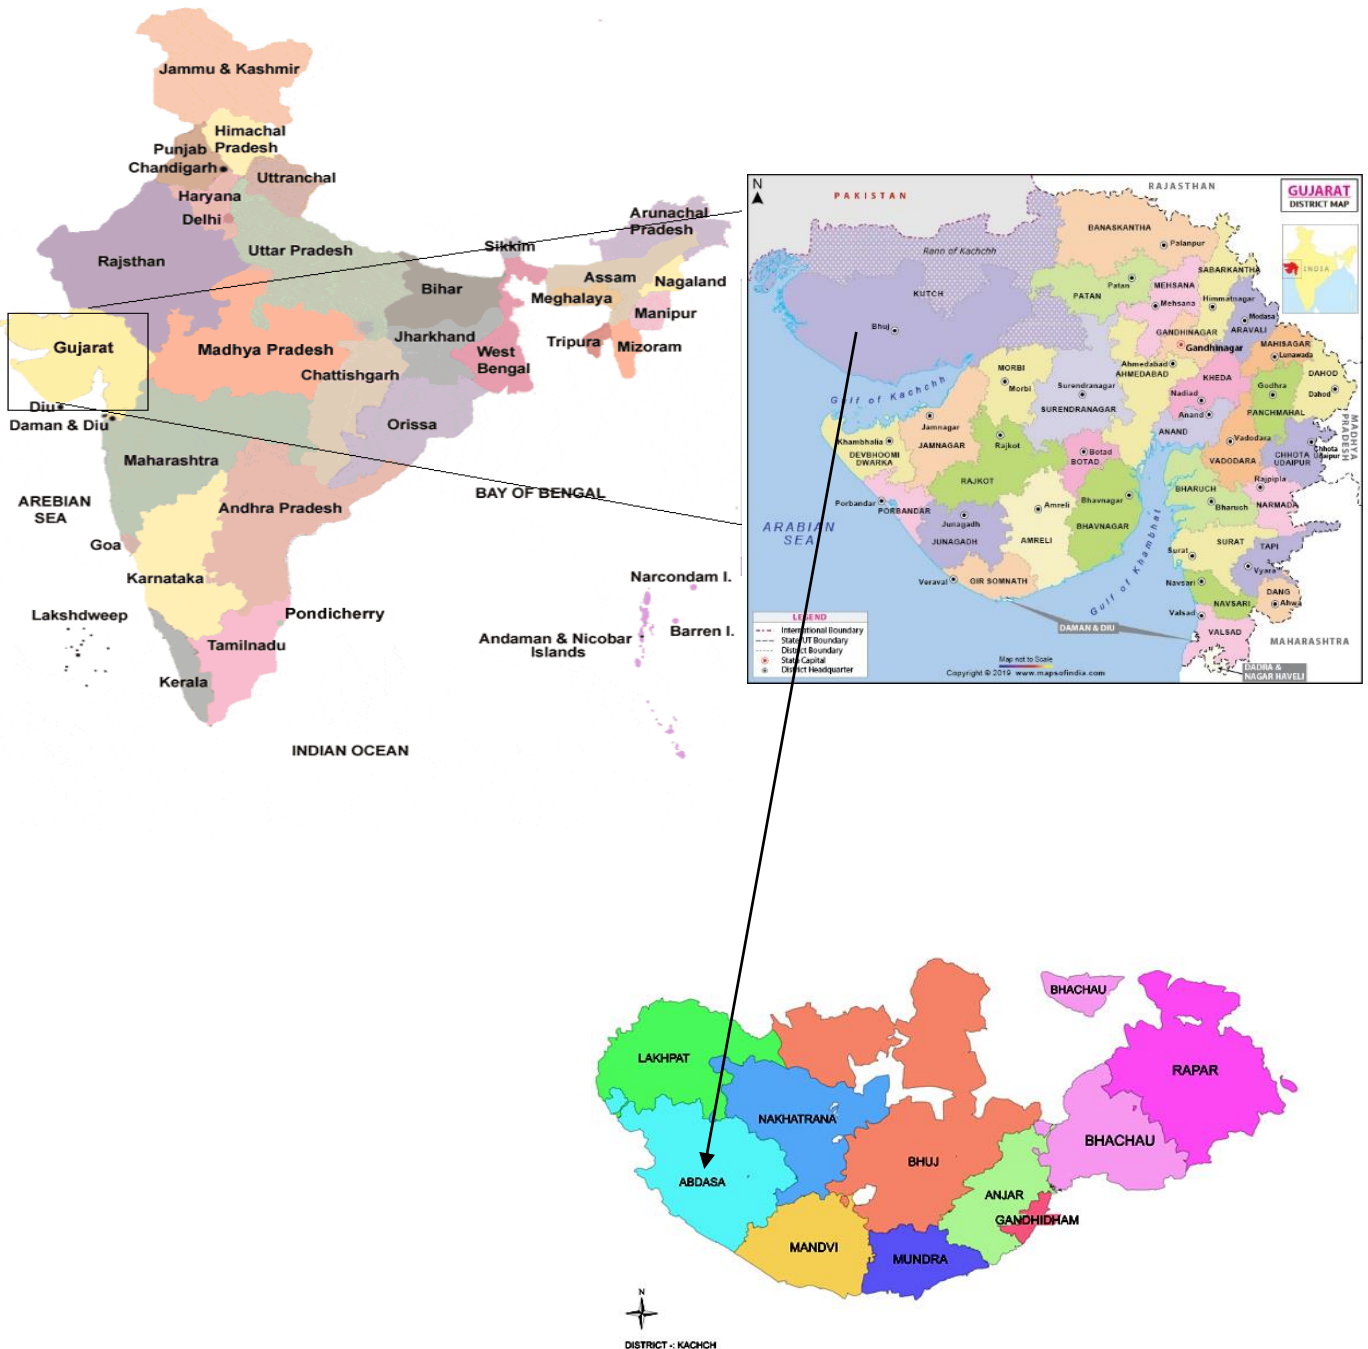 Jammu & Kashmir
Himachal
Pradesh
Punjab
Chandigarh
Uttranchal
Haryana
Delhi
Rajsthan
Uttar Pradesh
Sikkim
Arunachal
Pradesh
Bihar
Assam
Nagaland
Meghalaya
Manipur
Jharkhand
Tripura
Mizoram
Gujarat
Madhya Pradesh
West
Bengal
Chattishgarh
Diu
Daman & Diu
Orissa
Maharashtra
AREBIAN
SEA
BAY OF BENGAL
Andhra Pradesh
Goa
Karnataka
Narcondam I.
Lakshdweep
Pondicherry
Barren I.
Andaman & Nicobar
Islands
Tamilnadu
Kerala
INDIAN OCEAN
N
PAKISTAN
RAJASTHAN
GUJARAT
DISTRICT MAP
INDIA
Rann of Kachchh
BANASKANTHA
Palanpur
KUTCH
Bhuj
PATAN
Patan
MEHSANA
Mehsana
SABARKANTHA
Himmatnagar
Modasa
ARAVALI
GANDHINAGAR
Gandhinagar
MAHISAGAR
Lunawada
Ahmedabad
AHMEDABAD
MORBI
Morbi
Surendranagar
SURENDRANAGAR
KHEDA
Nadiad
Godhra
PANCHMAHAL
DAHOD
Dahod
Gulf of Kachchh
Jamnagar
JAMNAGAR
Khambhalia
DEVBHOOMI
DWARKA
Rajkot
RAJKOT
Botad
BOTAD
Anand
ANAND
Vadodara
VADODARA
Chhota
Udaipur
CHHOTA
UDAIPUR
MADHYA
PRADESH
Porbandar
PORBANDAR
Junagadh
JUNAGADH
Amreli
AMRELI
Bhavnagar
BHAVNAGAR
BHARUCH
Bharuch
Rajpipla
NARMADA
ARABIAN
SEA
Gulf of Khambhat
Surat
SURAT
TAPI
Vyara
Veraval
GIR SOMNATH
Navsari
NAVSARI
DANG
Ahwa
Valsad
VALSAD
DAMAN & DIU
MAHARASHTRA
DADRA &
NAGAR HAVELI
LEGEND
International Boundary
State/UT Boundary
District Boundary
State Capital
District Headquarter
Map not to Scale
Copyright © 2019 www.mapsofindia.com
BHACHAU
LAKHPAT
RAPAR
NAKHATRANA
BHACHAU
BHUJ
ABDASA
ANJAR
GANDHIDHAM
MANDVI
MUNDRA
N
DISTRICT -: KACHCH